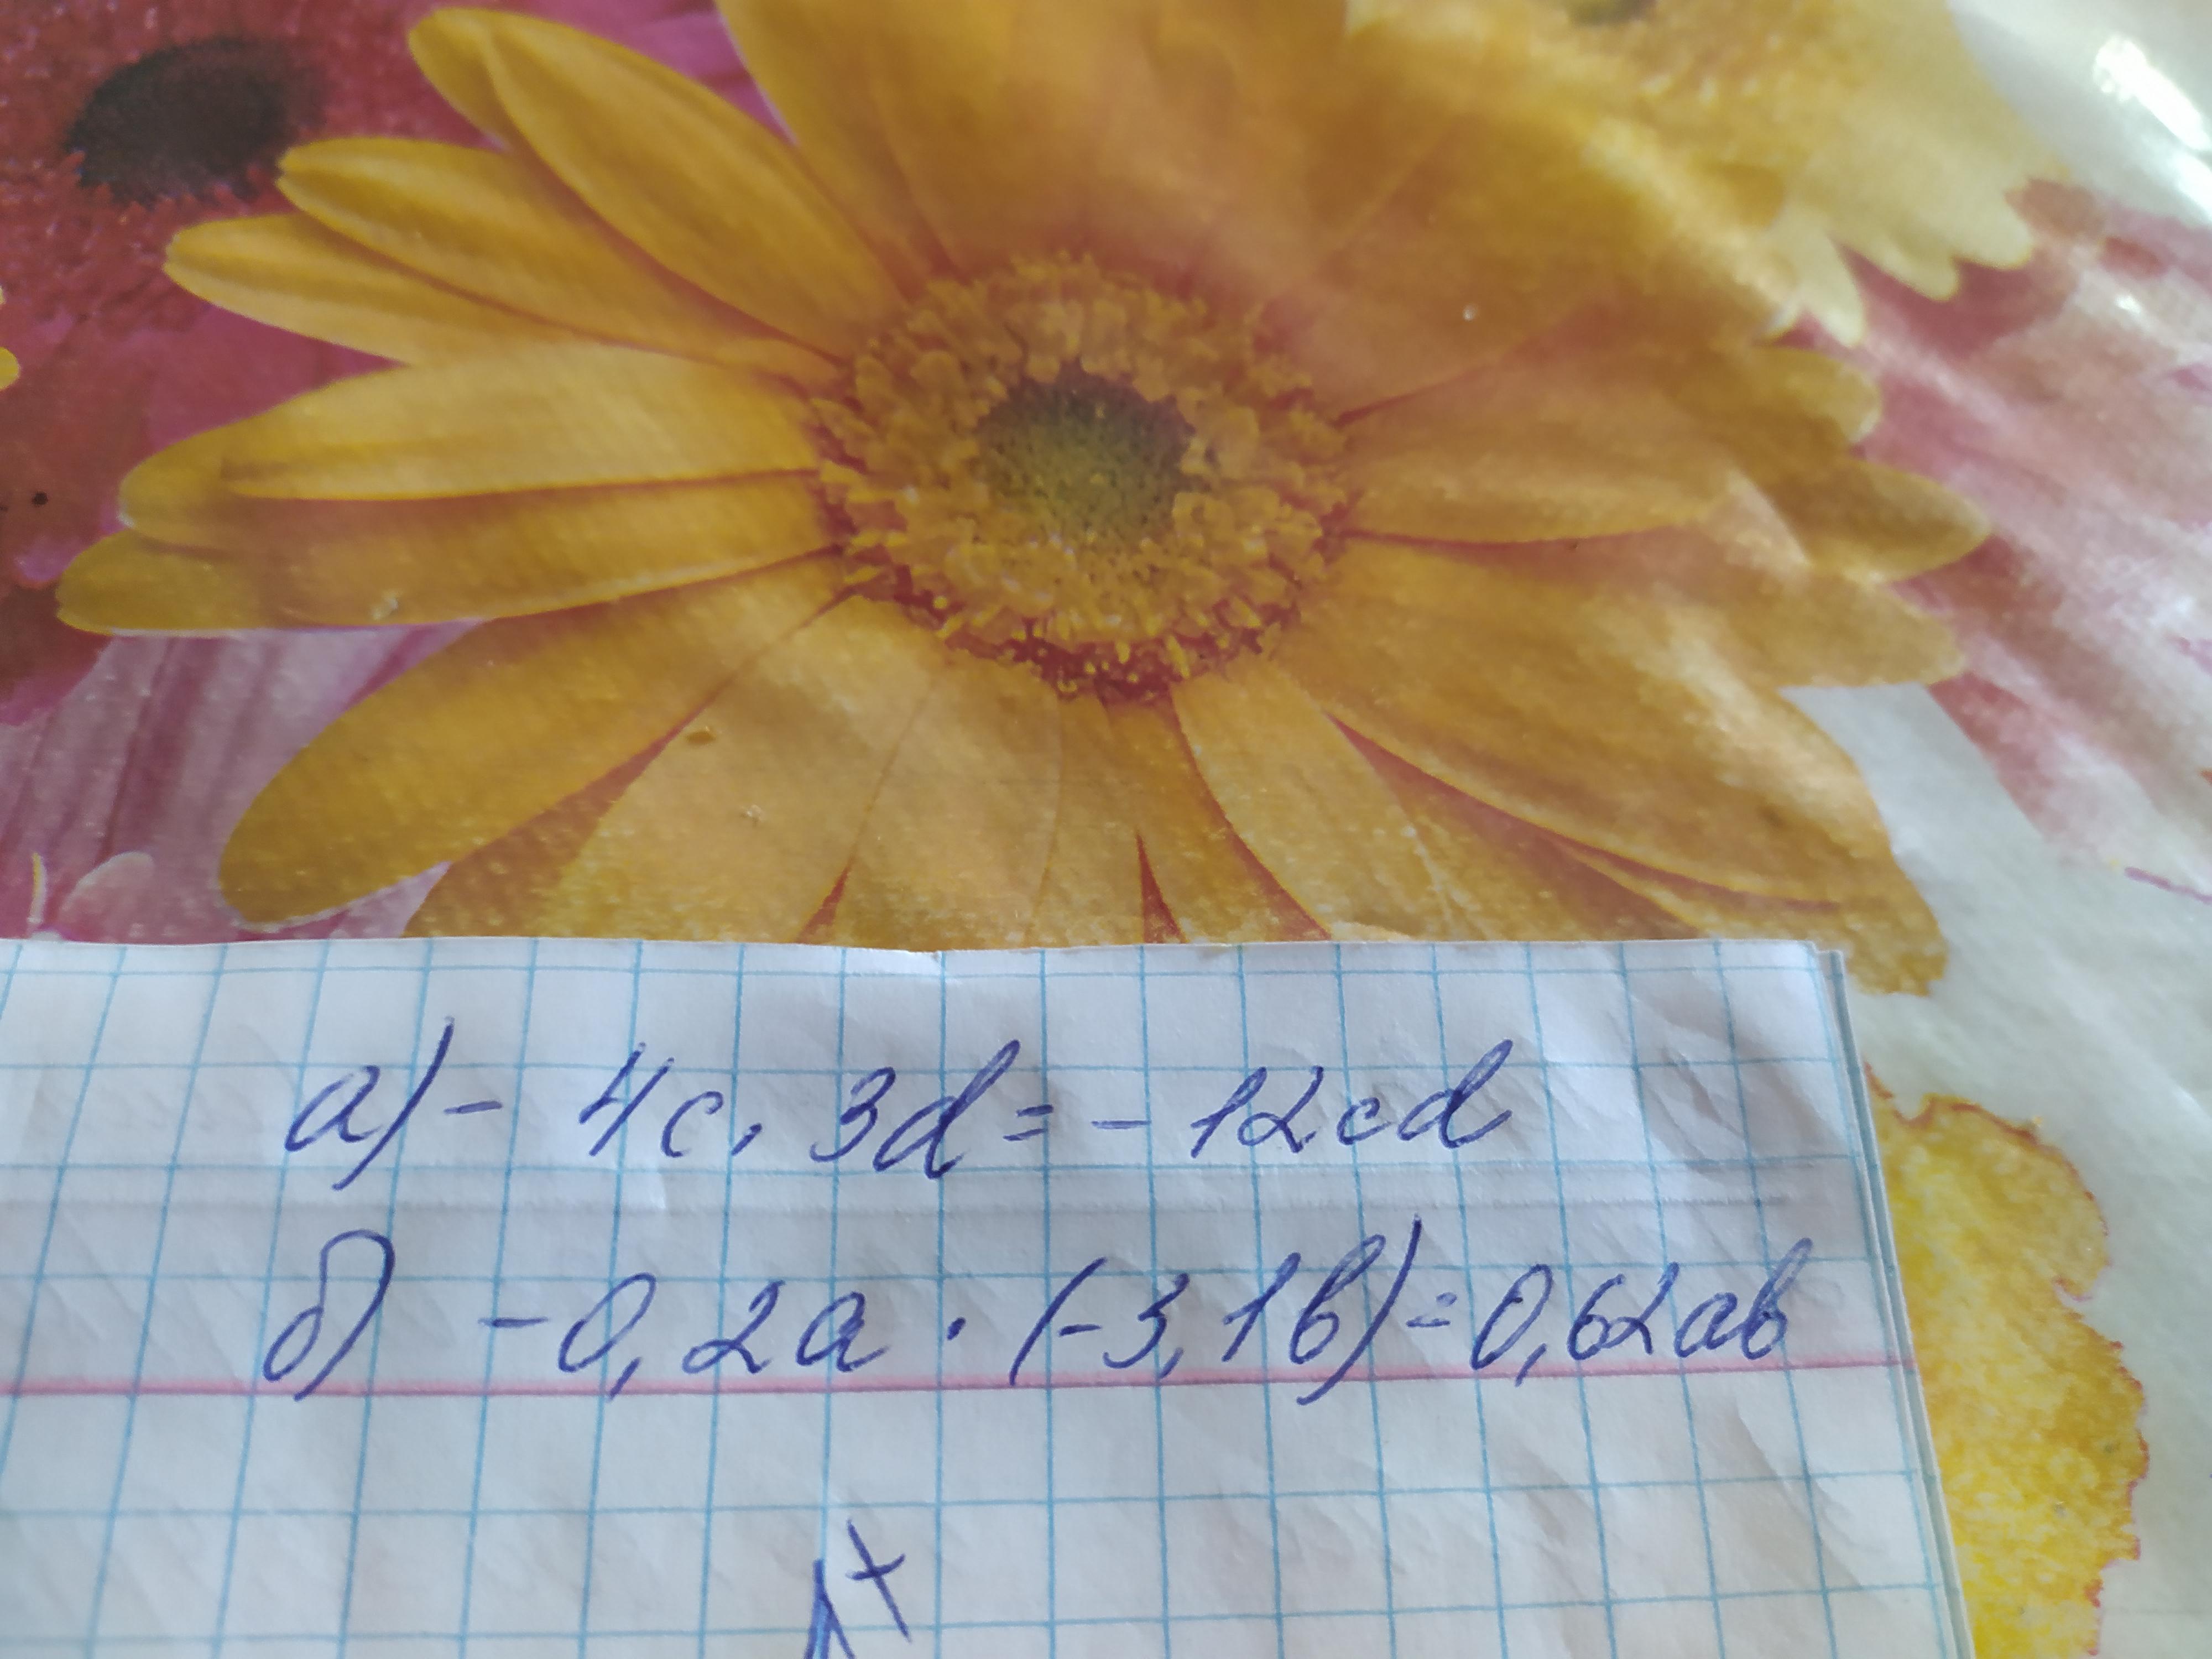 а) - 4c · 3d = - 12cd
б) - 0,2a · (-3,1b) = 0,62ab